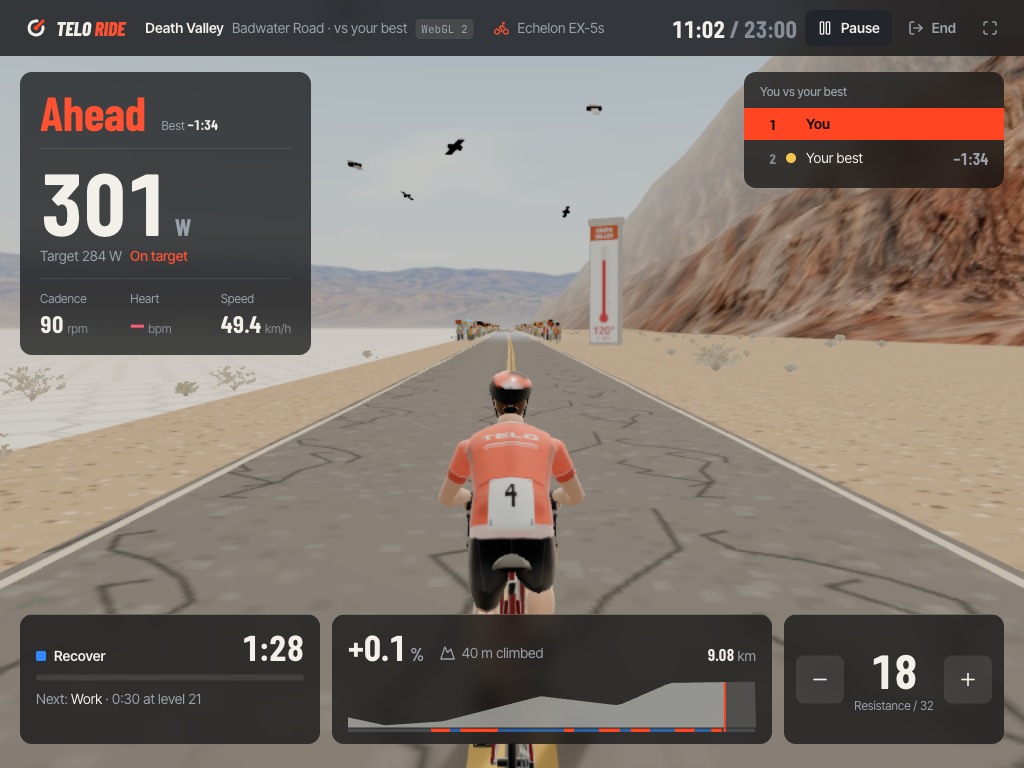 TELO RIDE Death Valley Badwater Road · vs your best WebGL 2 Echelon EX-5s 11:02 / 23:00 Pause End
Ahead Best −1:34
301 W
Target 284 W On target
Cadence Heart Speed
90 rpm – bpm 49.4 km/h
You vs your best
1 You
2 Your best −1:34
DEATH
VALLEY
120°
TELO
4
Recover 1:28
Next: Work · 0:30 at level 21
+0.1 % 40 m climbed 9.08 km
− 18 +
Resistance / 32